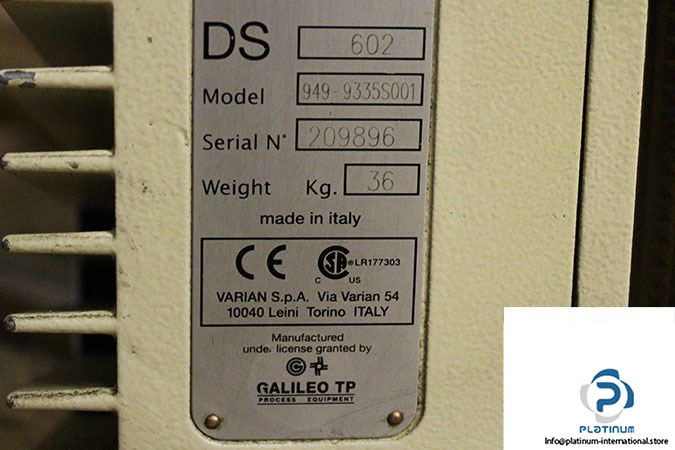 DS 602
Model 949-9335S001
Serial N° 209896
Weight Kg. 36
made in italy
CE SA ® LR177303
C US
VARIAN S.p.A. Via Varian 54
10040 Leini Torino ITALY
Manufactured
under license granted by
GALILEO TP
PROCESS EQUIPMENT
PLATINUM
Info@platinum-international.store